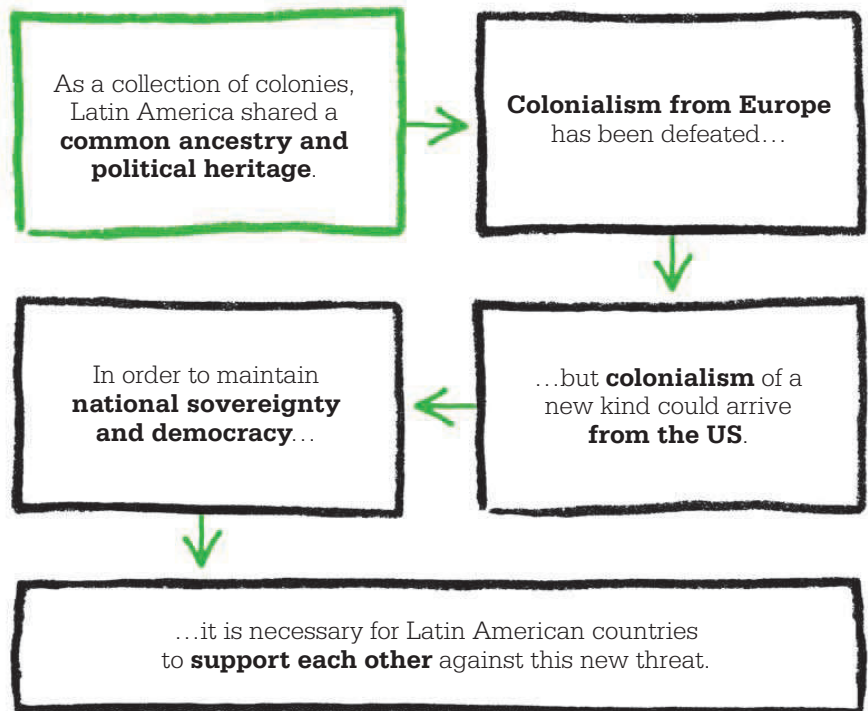 As a collection of colonies,
Latin America shared a
common ancestry and
political heritage.
Colonialism from Europe
has been defeated…
…but colonialism of a
new kind could arrive
from the US.
In order to maintain
national sovereignty
and democracy…
…it is necessary for Latin American countries
to support each other against this new threat.